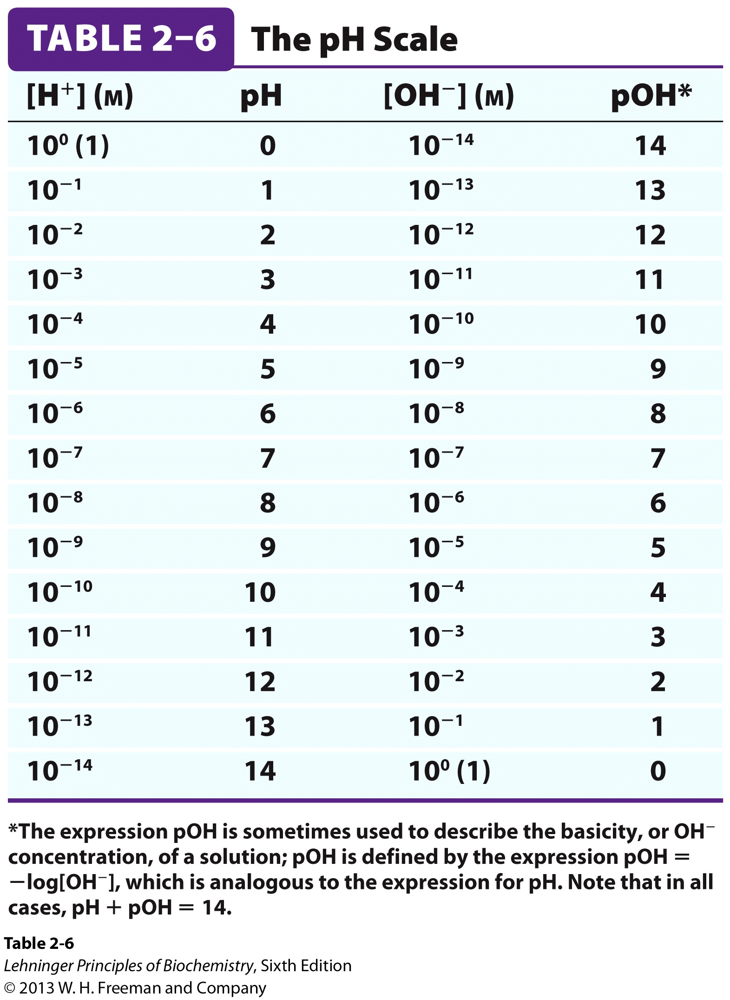 TABLE 2–6 The pH Scale
[H⁺] (M) pH [OH⁻] (M) pOH*
10⁰ (1) 0 10⁻¹⁴ 14
10⁻¹ 1 10⁻¹³ 13
10⁻² 2 10⁻¹² 12
10⁻³ 3 10⁻¹¹ 11
10⁻⁴ 4 10⁻¹⁰ 10
10⁻⁵ 5 10⁻⁹ 9
10⁻⁶ 6 10⁻⁸ 8
10⁻⁷ 7 10⁻⁷ 7
10⁻⁸ 8 10⁻⁶ 6
10⁻⁹ 9 10⁻⁵ 5
10⁻¹⁰ 10 10⁻⁴ 4
10⁻¹¹ 11 10⁻³ 3
10⁻¹² 12 10⁻² 2
10⁻¹³ 13 10⁻¹ 1
10⁻¹⁴ 14 10⁰ (1) 0
*The expression pOH is sometimes used to describe the basicity, or OH⁻
concentration, of a solution; pOH is defined by the expression pOH =
−log[OH⁻], which is analogous to the expression for pH. Note that in all
cases, pH + pOH = 14.
Table 2-6
Lehninger Principles of Biochemistry, Sixth Edition
© 2013 W. H. Freeman and Company